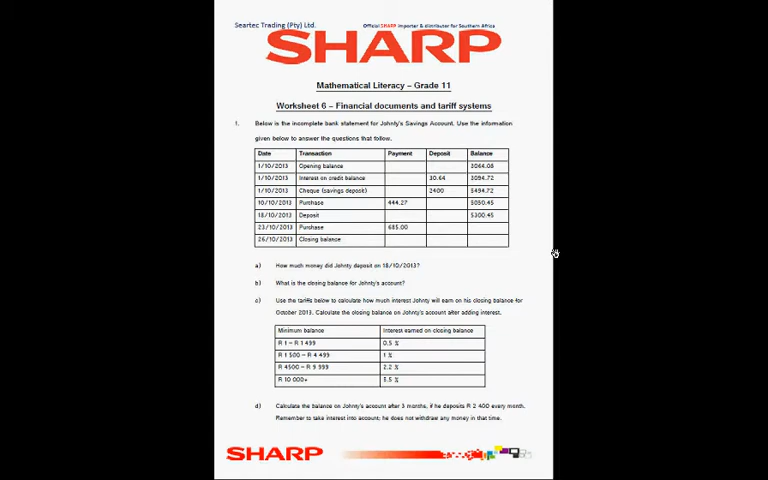 Seartec Trading (Pty) Ltd. Official SHARP importer & distributor for Southern Africa
SHARP
Mathematical Literacy – Grade 11
Worksheet 6 – Financial documents and tariff systems
1. Below is the incomplete bank statement for Johnty's Savings Account. Use the information
given below to answer the questions that follow.
Date Transaction Payment Deposit Balance
1/10/2013 Opening balance 3064.08
1/10/2013 Interest on credit balance 30.64 3094.72
1/10/2013 Cheque (savings deposit) 2400 5494.72
10/10/2013 Purchase 444.27 5050.45
18/10/2013 Deposit 5300.45
23/10/2013 Purchase 685.00
26/10/2013 Closing balance
a) How much money did Johnty deposit on 18/10/2013?
b) What is the closing balance for Johnty's account?
c) Use the tariffs below to calculate how much interest Johnty will earn on his closing balance for
October 2013. Calculate the closing balance on Johnty's account after adding interest.
Minimum balance Interest earned on closing balance
R 1 – R 1 499 0.5 %
R 1 500 – R 4 499 1 %
R 4500 – R 9 999 2.2 %
R 10 000+ 3.5 %
d) Calculate the balance on Johnty's account after 3 months, if he deposits R 2 400 every month.
Remember to take interest into account; he does not withdraw any money in that time.
SHARP